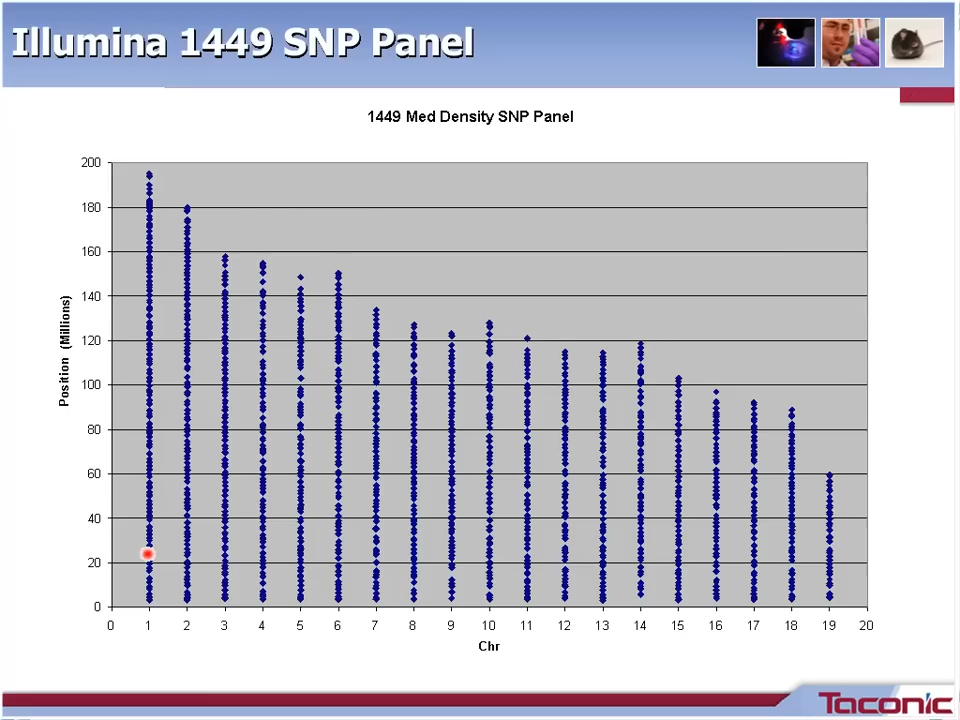 Illumina 1449 SNP Panel
1449 Med Density SNP Panel
200
180
160
140
120
100
80
60
40
20
0
Position (Millions)
0 1 2 3 4 5 6 7 8 9 10 11 12 13 14 15 16 17 18 19 20
Chr
Taconic